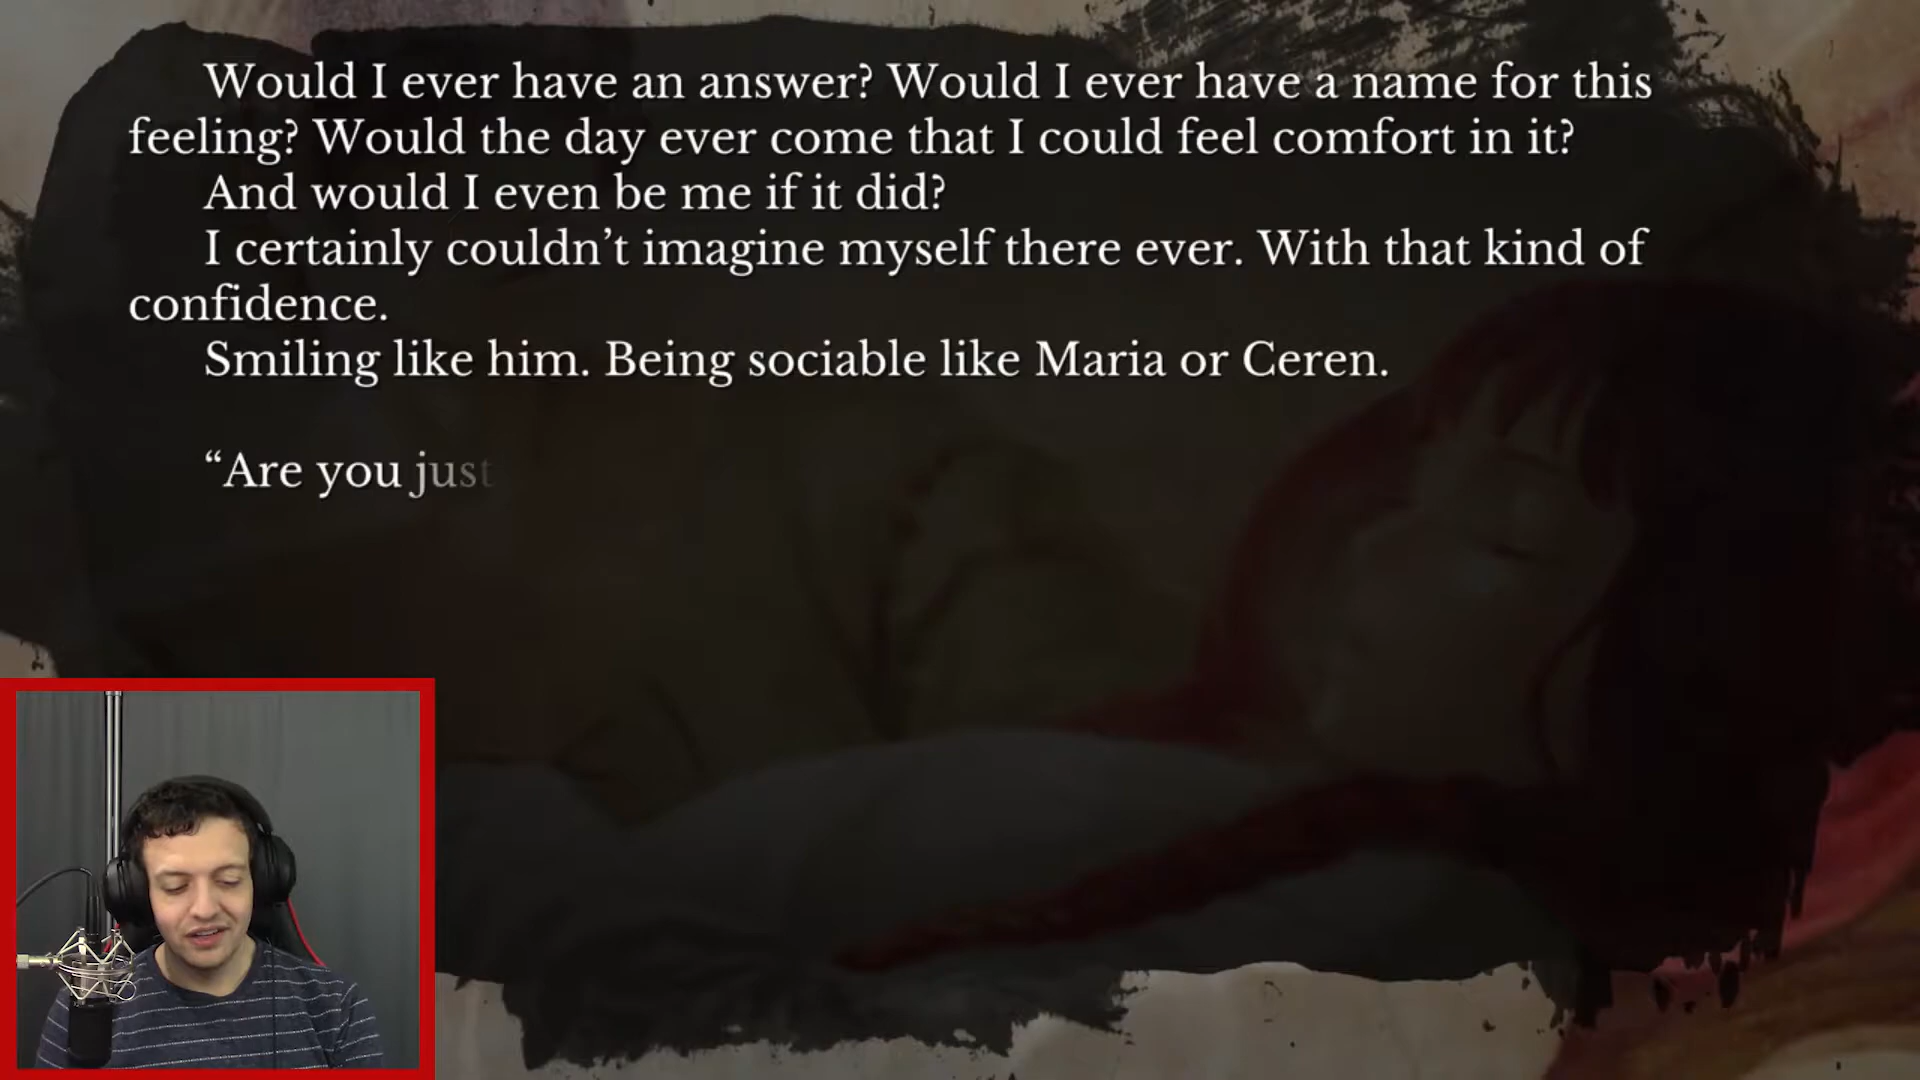 Would I ever have an answer? Would I ever have a name for this
feeling? Would the day ever come that I could feel comfort in it?
And would I even be me if it did?
I certainly couldn’t imagine myself there ever. With that kind of
confidence.
Smiling like him. Being sociable like Maria or Ceren.
“Are you just